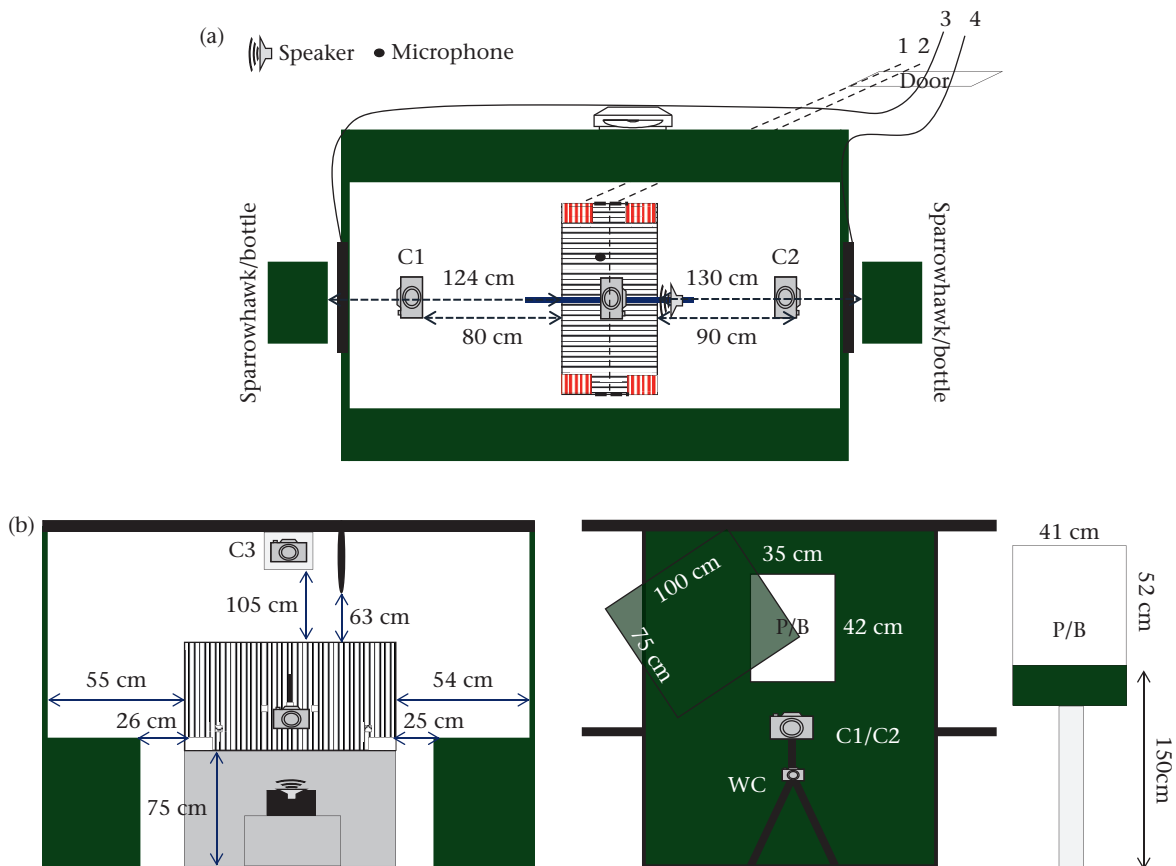 (a)
Speaker
Microphone
3 4
1 2
Door
Sparrowhawk/bottle
C1
124 cm
80 cm
130 cm
C2
90 cm
Sparrowhawk/bottle
(b)
C3
105 cm
63 cm
55 cm
54 cm
26 cm
25 cm
75 cm
35 cm
100 cm
75 cm
P/B
42 cm
C1/C2
WC
41 cm
52 cm
P/B
150cm